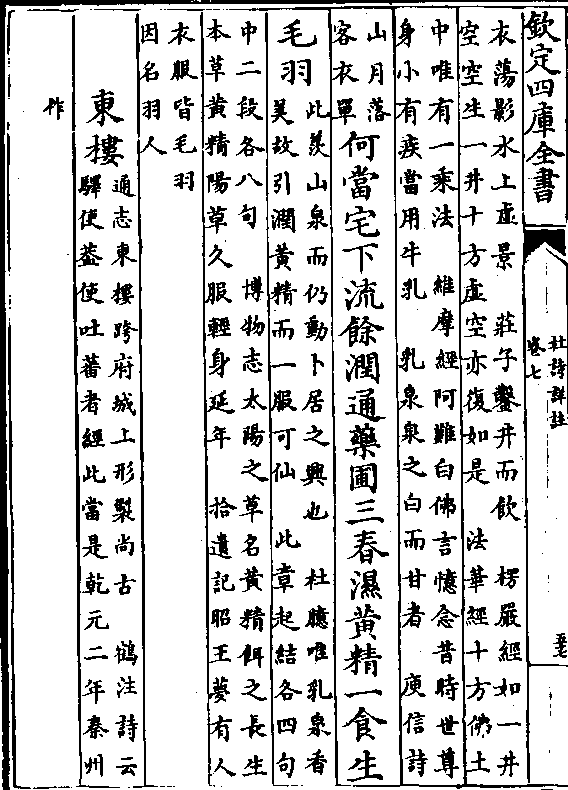 欽定四庫全書
杜詩詳註
卷七
衣蕩影水上虛景　莊子鑿井而飲　楞嚴經如一井
空空生一井十方虛空亦復如是　法華經十方佛土
中唯有一乘法　維摩經阿難白佛言憶念昔時世尊
身小有疾當用牛乳　乳泉泉之白而甘者　庾信詩
山月落
客衣單
何當宅下流餘潤通藥圃三春濕黃精一食生
毛羽
此羨山泉而仍動卜居之興也　杜臆唯乳泉香
美故引潤黃精而一服可仙　此章起結各四句
中二段各八句　博物志太陽之草名黃精餌之長生
本草黃精陽草久服輕身延年　拾遺記昭王夢有人
衣服皆毛羽
因名羽人
東樓
通志東樓跨府城上形製尚古　鶴注詩云
驛使蓋使吐蕃者經此當是乾元二年秦州
作